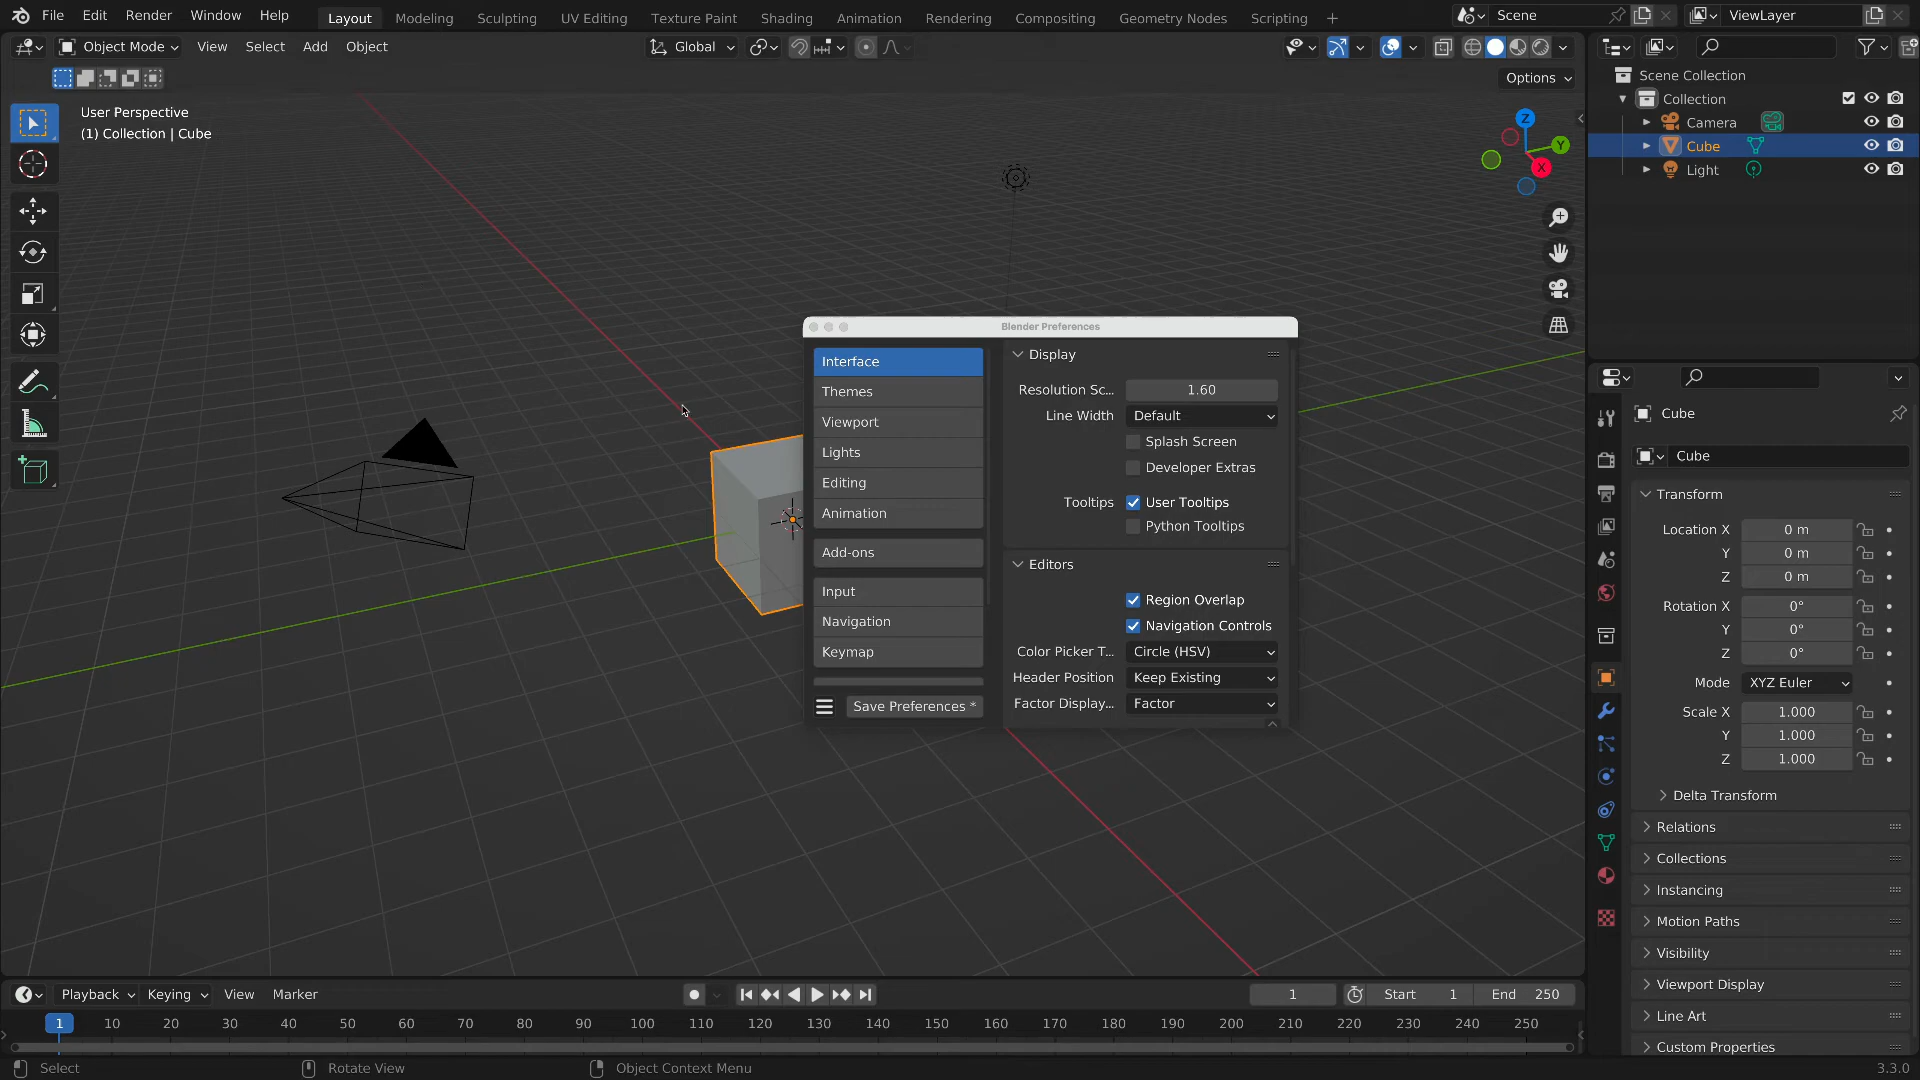 File Edit Render Window Help Layout Modeling Sculpting UV Editing Texture Paint Shading Animation Rendering Compositing Geometry Nodes Scripting Scene ViewLayer
Object Mode View Select Add Object Global
Options
User Perspective
(1) Collection | Cube
Z
Y
X
Scene Collection
Collection
Camera
Cube
Light
Blender Preferences
Interface
Themes
Viewport
Lights
Editing
Animation
Add-ons
Input
Navigation
Keymap
Save Preferences *
Display
Resolution Sc... 1.60
Line Width Default
Splash Screen
Developer Extras
Tooltips User Tooltips
Python Tooltips
Editors
Region Overlap
Navigation Controls
Color Picker T... Circle (HSV)
Header Position Keep Existing
Factor Display... Factor
Cube
Cube
Transform
Location X 0 m
Y 0 m
Z 0 m
Rotation X 0°
Y 0°
Z 0°
Mode XYZ Euler
Scale X 1.000
Y 1.000
Z 1.000
Delta Transform
Relations
Collections
Instancing
Motion Paths
Visibility
Viewport Display
Line Art
Custom Properties
Playback Keying View Marker 1 Start 1 End 250
1 10 20 30 40 50 60 70 80 90 100 110 120 130 140 150 160 170 180 190 200 210 220 230 240 250
Select Rotate View Object Context Menu 3.3.0